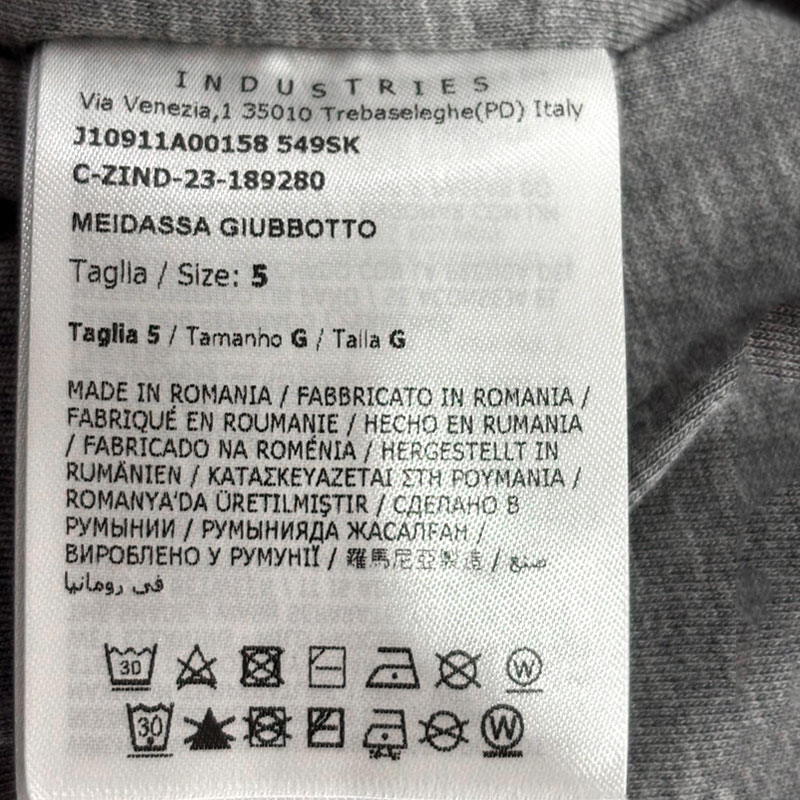 INDUSTRIES
Via Venezia,1 35010 Trebaseleghe(PD) Italy
J10911A00158 549SK
C-ZIND-23-189280
MEIDASSA GIUBBOTTO
Taglia / Size: 5
Taglia 5 / Tamanho G / Talla G
MADE IN ROMANIA / FABBRICATO IN ROMANIA /
FABRIQUÉ EN ROUMANIE / HECHO EN RUMANIA
/ FABRICADO NA ROMÉNIA / HERGESTELLT IN
RUMÄNIEN / ΚΑΤΑΣΚΕΥΑΖΕΤΑΙ ΣΤΗ ΡΟΥΜΑΝΙΑ /
ROMANYA'DA ÜRETILMIŞTIR / СДЕЛАНО В
РУМЫНИИ / РУМЫНИЯДА ЖАСАЛҒАН /
ВИРОБЛЕНО У РУМУНІЇ / 羅馬尼亞製造 / صنع
في رومانيا
30 W
30 W